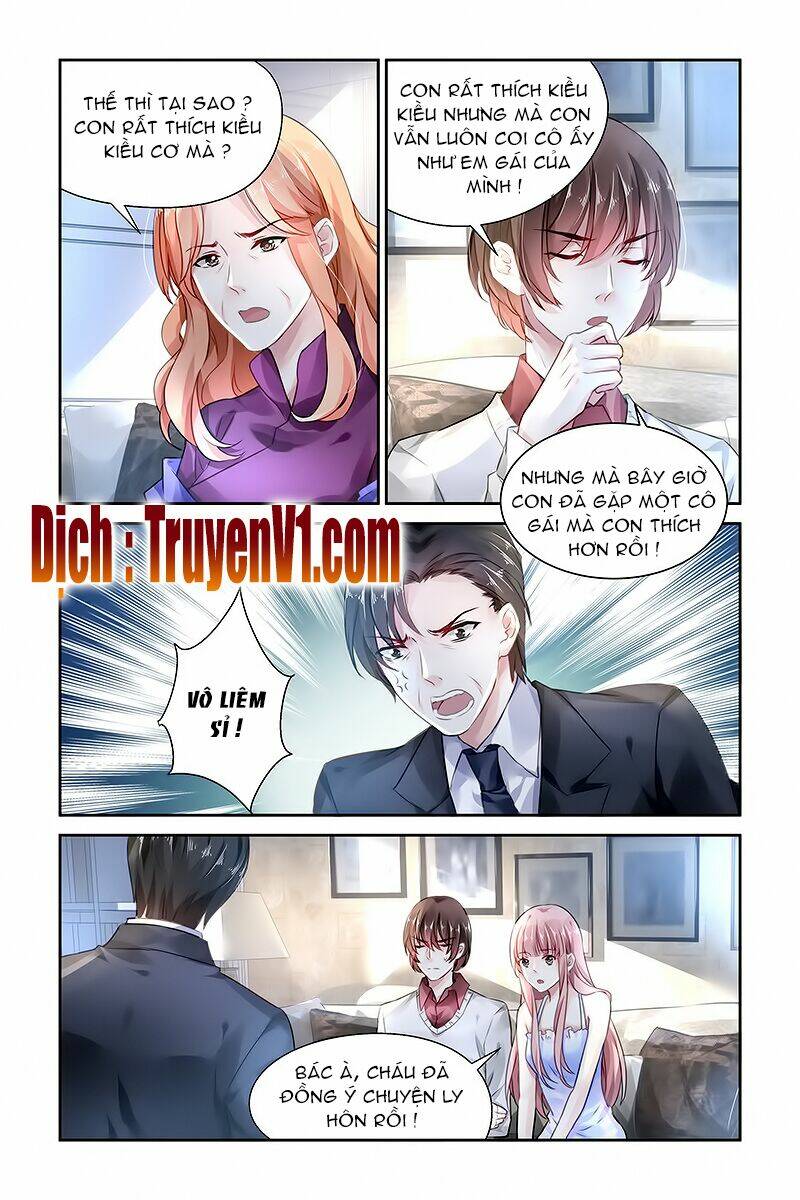 THẾ THÌ TẠI SAO ?
CON RẤT THÍCH KIỀU
KIỀU CƠ MÀ ?
CON RẤT THÍCH KIỀU
KIỀU NHƯNG MÀ CON
VẪN LUÔN COI CÔ ẤY
NHƯ EM GÁI CỦA
MÌNH !
NHƯNG MÀ BÂY GIỜ
CON ĐÃ GẶP MỘT CÔ
GÁI MÀ CON THÍCH
HƠN RỒI !
Dịch : TruyenV1.com
VÔ LIÊM
SỈ !
BÁC À, CHÁU ĐÃ
ĐỒNG Ý CHUYỆN LY
HÔN RỒI !